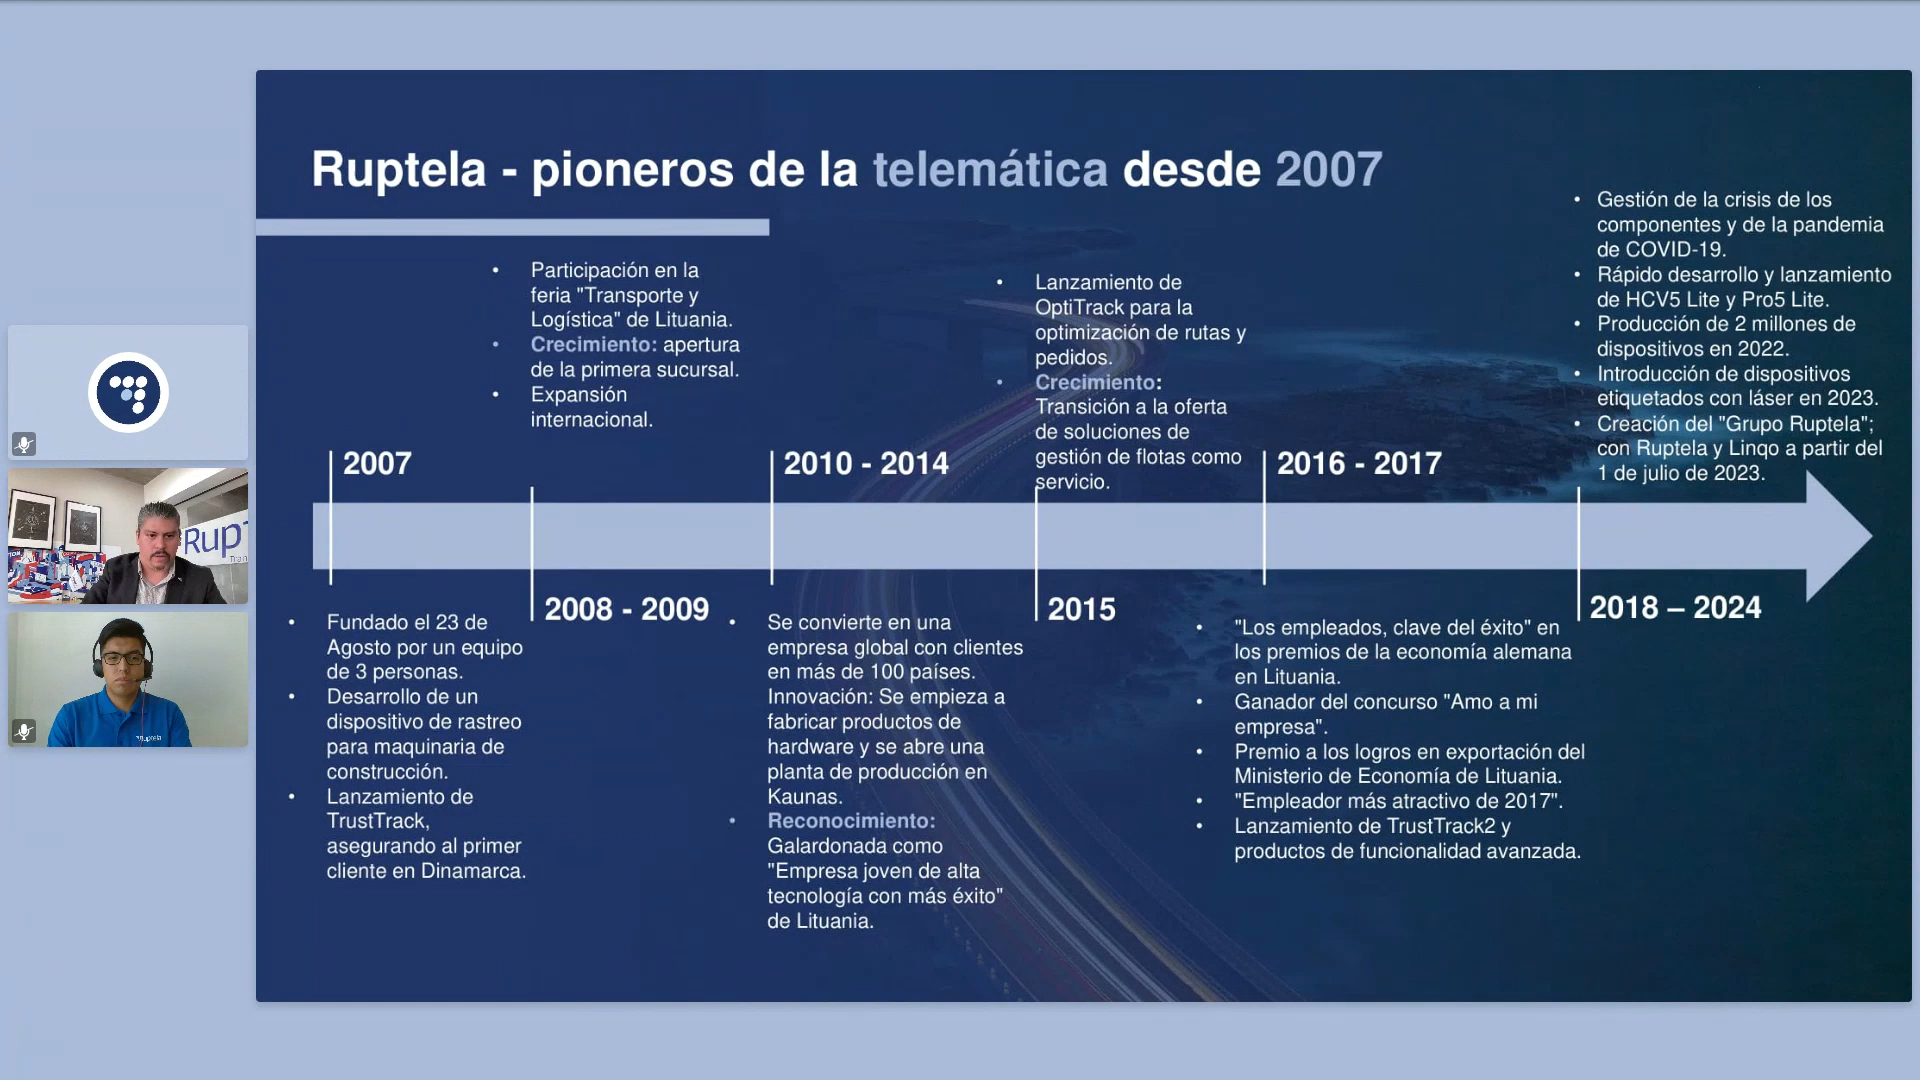 Ruptela - pioneros de la telemática desde 2007
• Gestión de la crisis de los
componentes y de la pandemia
de COVID-19.
• Rápido desarrollo y lanzamiento
de HCV5 Lite y Pro5 Lite.
• Producción de 2 millones de
dispositivos en 2022.
• Introducción de dispositivos
etiquetados con láser en 2023.
• Creación del "Grupo Ruptela";
con Ruptela y Linqo a partir del
1 de julio de 2023.
• Participación en la
feria "Transporte y
Logística" de Lituania.
• Crecimiento: apertura
de la primera sucursal.
• Expansión
internacional.
• Lanzamiento de
OptiTrack para la
optimización de rutas y
pedidos.
• Crecimiento:
Transición a la oferta
de soluciones de
gestión de flotas como
servicio.
2007
2010 - 2014
2016 - 2017
2008 - 2009
2015
2018 – 2024
• Fundado el 23 de
Agosto por un equipo
de 3 personas.
• Desarrollo de un
dispositivo de rastreo
para maquinaria de
construcción.
• Lanzamiento de
TrustTrack,
asegurando al primer
cliente en Dinamarca.
• Se convierte en una
empresa global con clientes
en más de 100 países.
Innovación: Se empieza a
fabricar productos de
hardware y se abre una
planta de producción en
Kaunas.
• Reconocimiento:
Galardonada como
"Empresa joven de alta
tecnología con más éxito"
de Lituania.
• "Los empleados, clave del éxito" en
los premios de la economía alemana
en Lituania.
• Ganador del concurso "Amo a mi
empresa".
• Premio a los logros en exportación del
Ministerio de Economía de Lituania.
• "Empleador más atractivo de 2017".
• Lanzamiento de TrustTrack2 y
productos de funcionalidad avanzada.
Rup
Tran
Ruptela